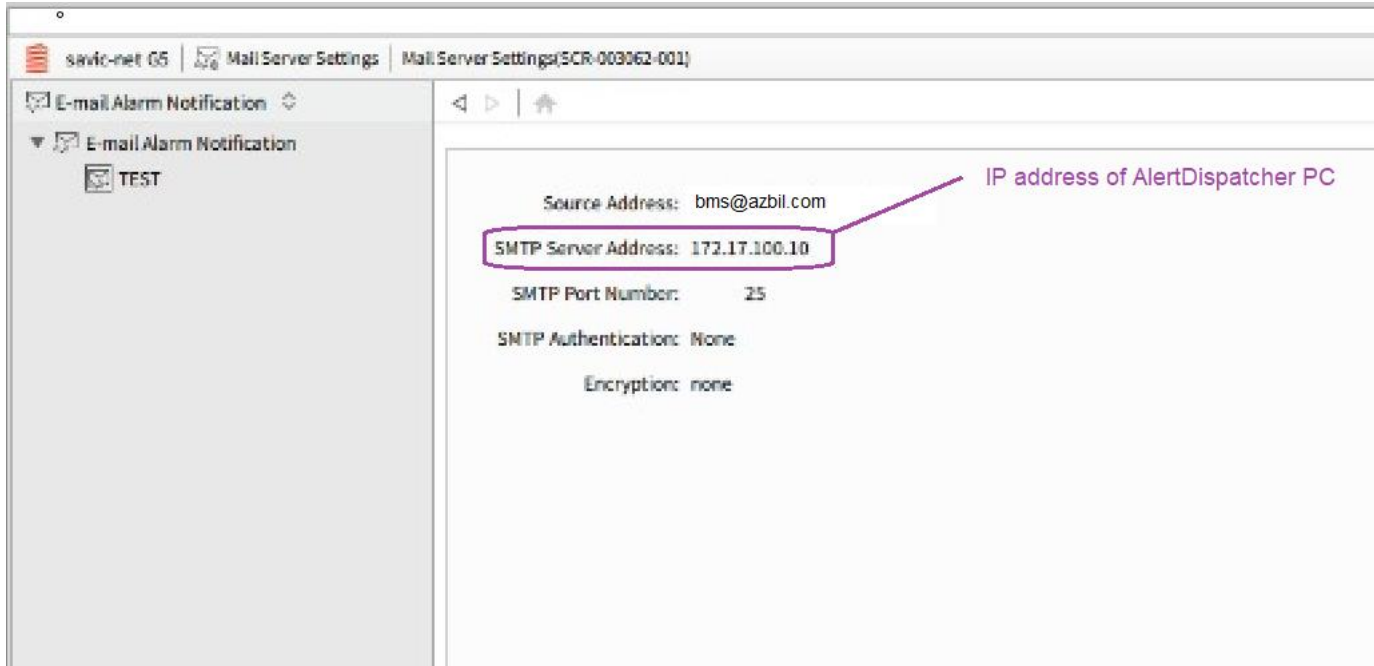 savic-net G5 | Mail Server Settings | Mail Server Settings(SCR-003062-001)
E-mail Alarm Notification
E-mail Alarm Notification
TEST
IP address of AlertDispatcher PC
Source Address: bms@azbil.com
SMTP Server Address: 172.17.100.10
SMTP Port Number: 25
SMTP Authentication: None
Encryption: none